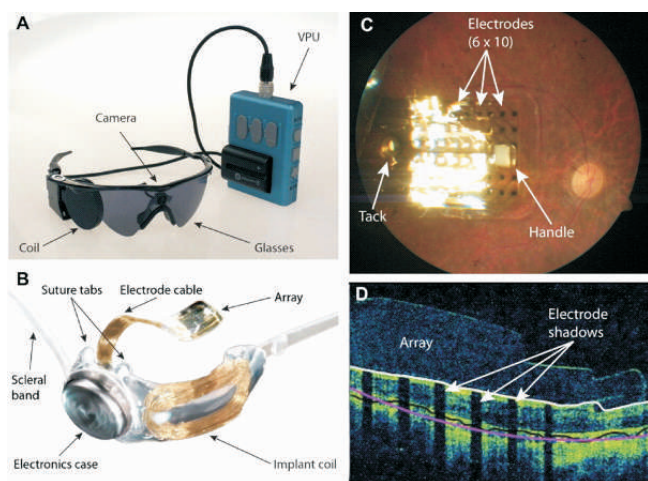 A
VPU
Camera
Coil
Glasses
B
Suture tabs
Electrode cable
Array
Scleral
band
Electronics case
Implant coil
C
Electrodes
(6 x 10)
Tack
Handle
D
Electrode
shadows
Array